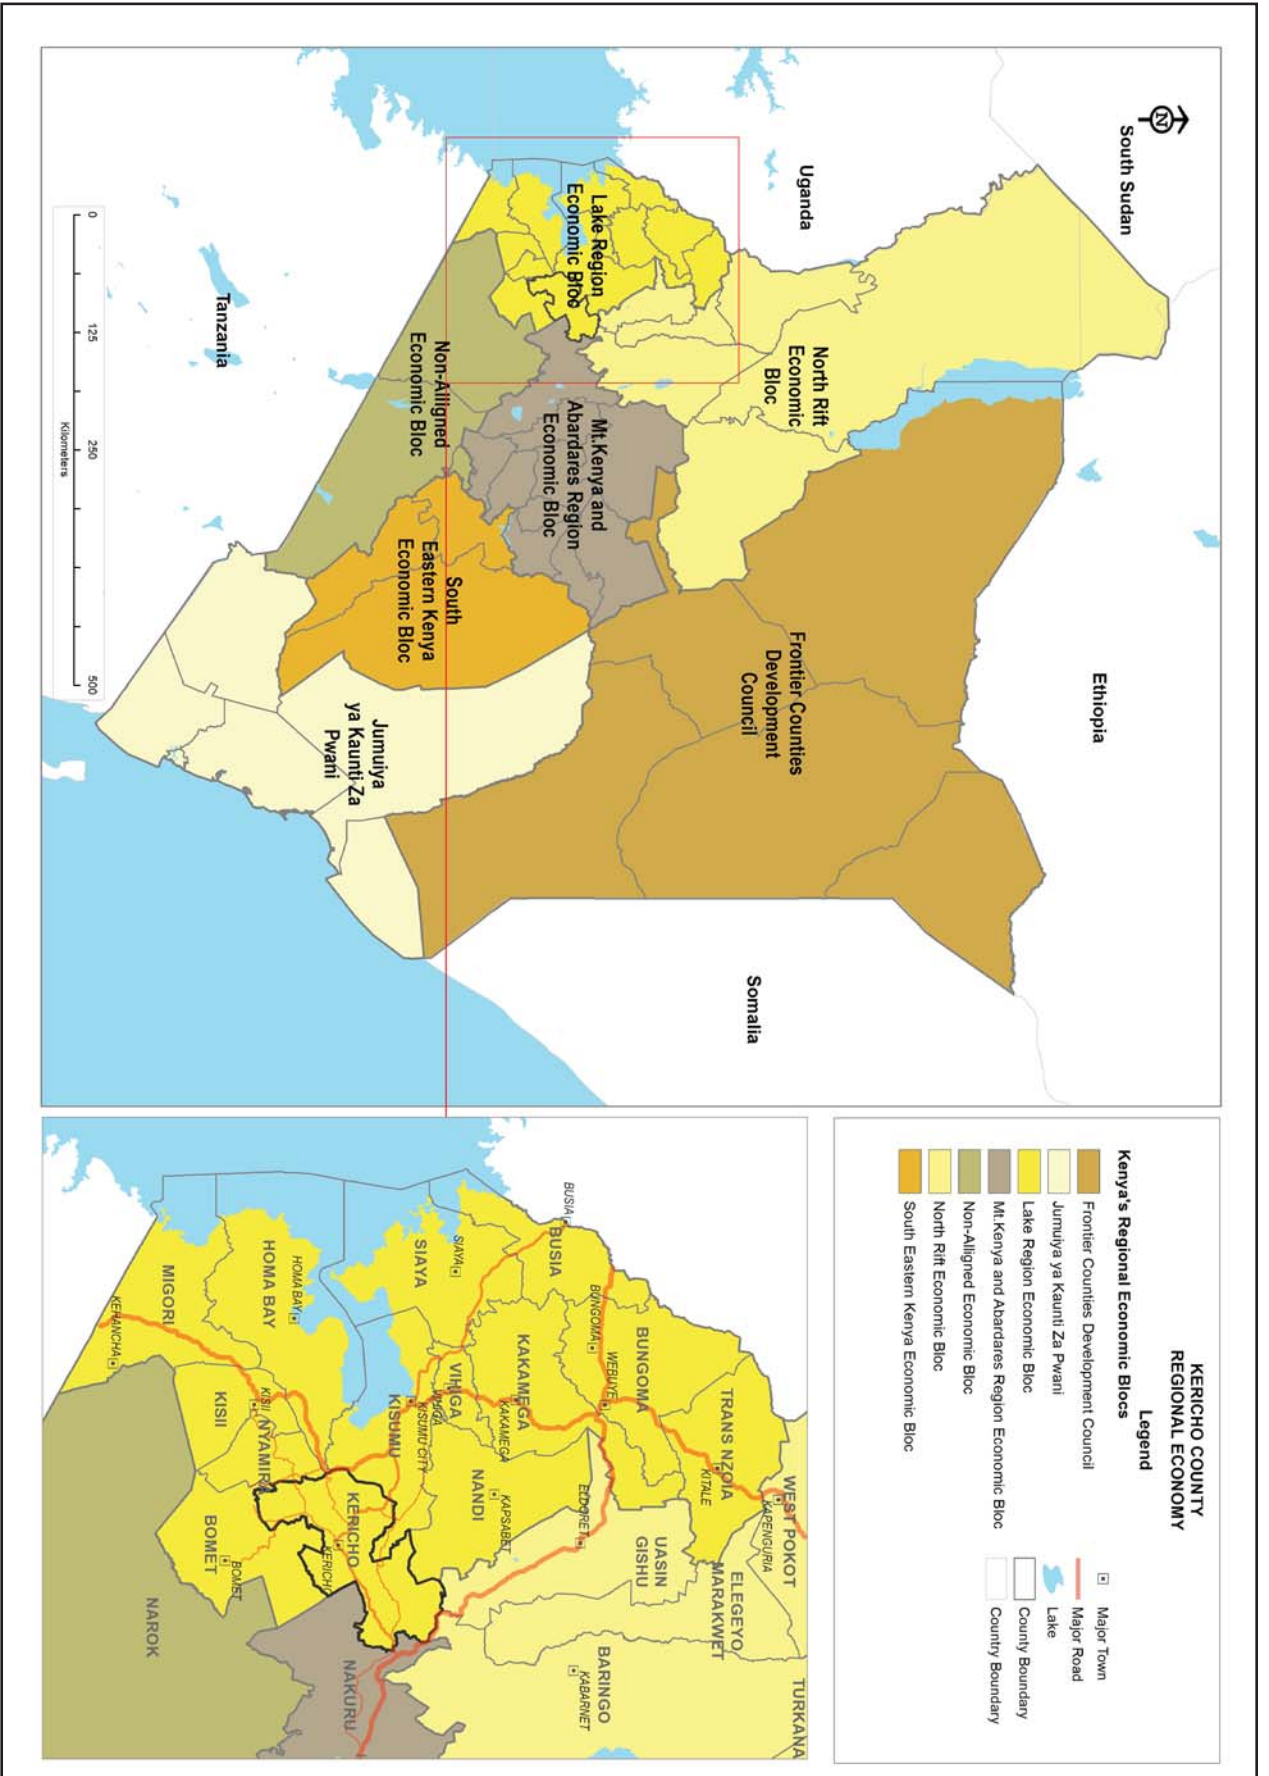 KERICHO COUNTY
REGIONAL ECONOMY
Legend
Kenya's Regional Economic Blocs
Frontier Counties Development Council
Jumuiya ya Kaunti Za Pwani
Lake Region Economic Bloc
Mt.Kenya and Abardares Region Economic Bloc
Non-Alligned Economic Bloc
North Rift Economic Bloc
South Eastern Kenya Economic Bloc
Major Town
Major Road
Lake
County Boundary
Country Boundary
N
South Sudan
Ethiopia
Uganda
Somalia
Tanzania
North Rift
Economic
Bloc
Frontier Counties
Development
Council
Lake Region
Economic Bloc
Mt.Kenya and
Abardares Region
Economic Bloc
Non-Alligned
Economic Bloc
South
Eastern Kenya
Economic Bloc
Jumuiya
ya Kaunti Za
Pwani
0
125
250
500
Kilometers
TURKANA
WEST POKOT
KAPENGURIA
TRANS NZOIA
KITALE
ELEGEYO
MARAKWET
UASIN
GISHU
BUNGOMA
WEBUYE
BUNGOMA
ELDORET
BARINGO
KABARNET
BUSIA
BUSIA
KAKAMEGA
KAKAMEGA
NANDI
KAPSABET
VIHIGA
VIHIGA
SIAYA
SIAYA
KISUMU CITY
KISUMU
KERICHO
KERICHO
NAKURU
HOMA BAY
HOMA BAY
KISII
NYAMIRA
KISII
BOMET
BOMET
MIGORI
KEHANCHA
NAROK